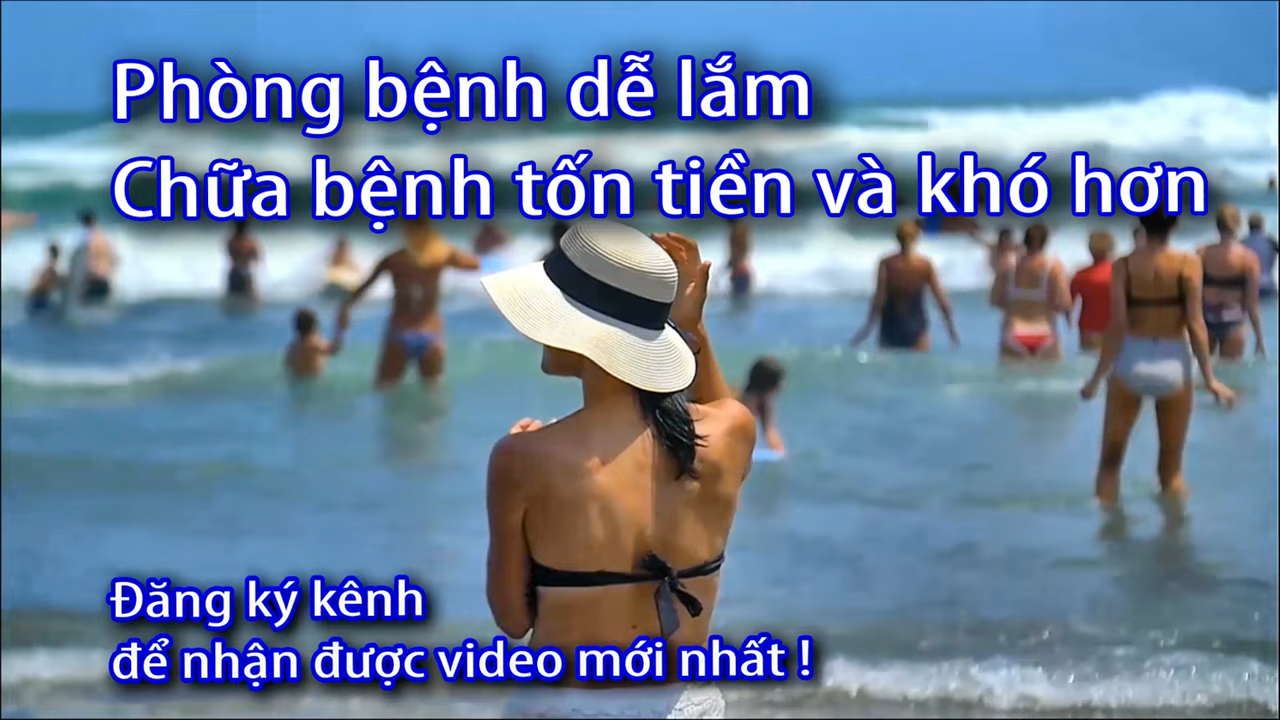 Phòng bệnh dễ lắm
Chữa bệnh tốn tiền và khó hơn
Đăng ký kênh
để nhận được video mới nhất !